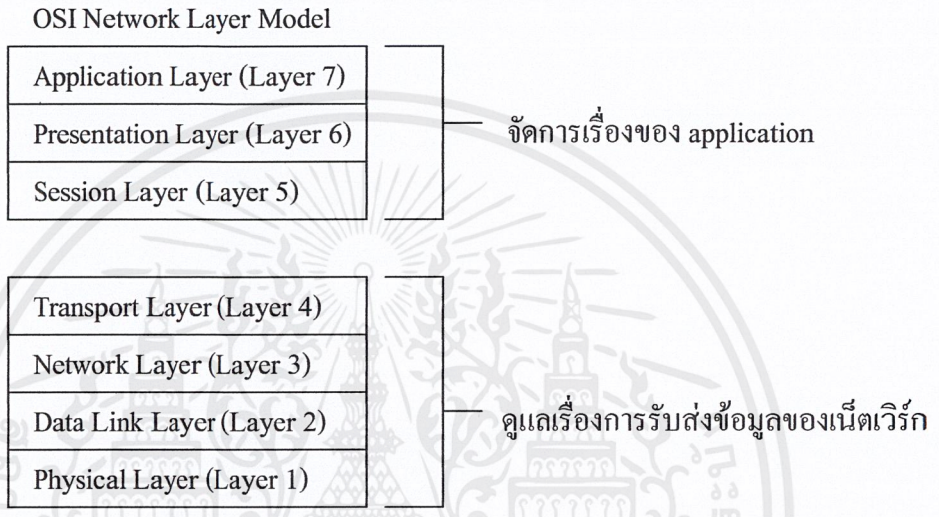 OSI Network Layer Model
Application Layer (Layer 7)
Presentation Layer (Layer 6)
Session Layer (Layer 5)
จัดการเรื่องของ application
Transport Layer (Layer 4)
Network Layer (Layer 3)
Data Link Layer (Layer 2)
Physical Layer (Layer 1)
ดูแลเรื่องการรับส่งข้อมูลของเน็ตเวิร์ก